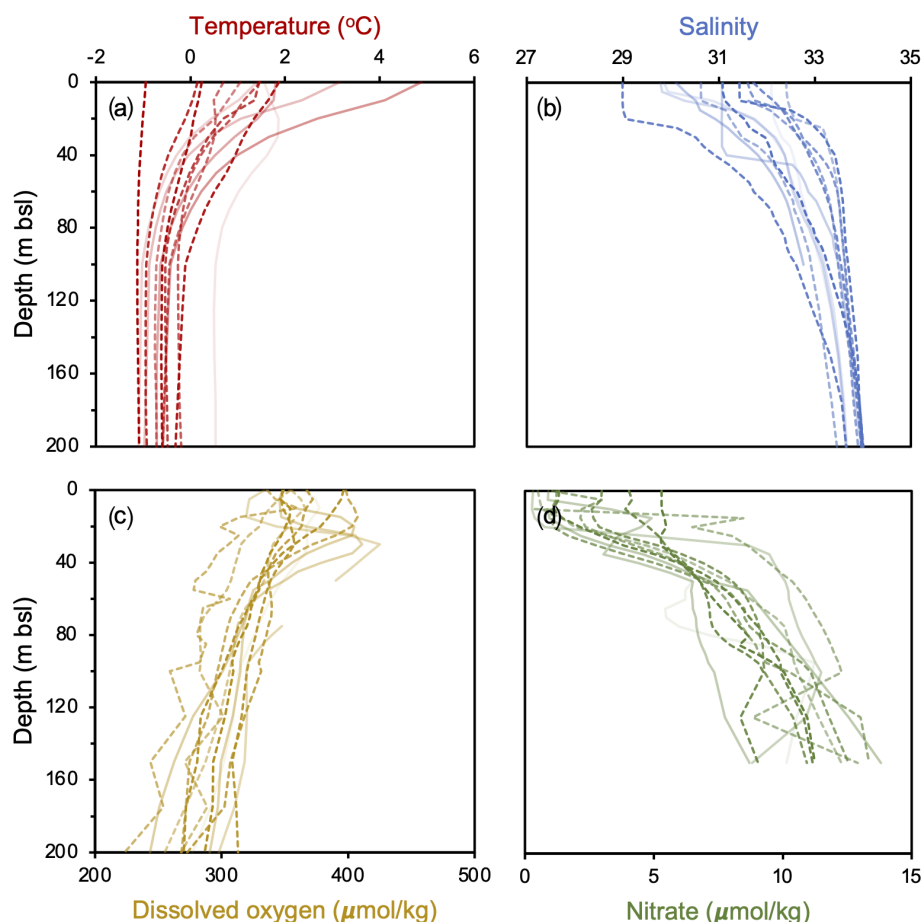 Temperature (°C)
Salinity
-2 0 2 4 6
27 29 31 33 35
0
40
80
120
160
200
Depth (m bsl)
(a)
(b)
0
40
80
120
160
200
Depth (m bsl)
(c)
(d)
200 300 400 500
0 5 10 15
Dissolved oxygen (µmol/kg)
Nitrate (µmol/kg)